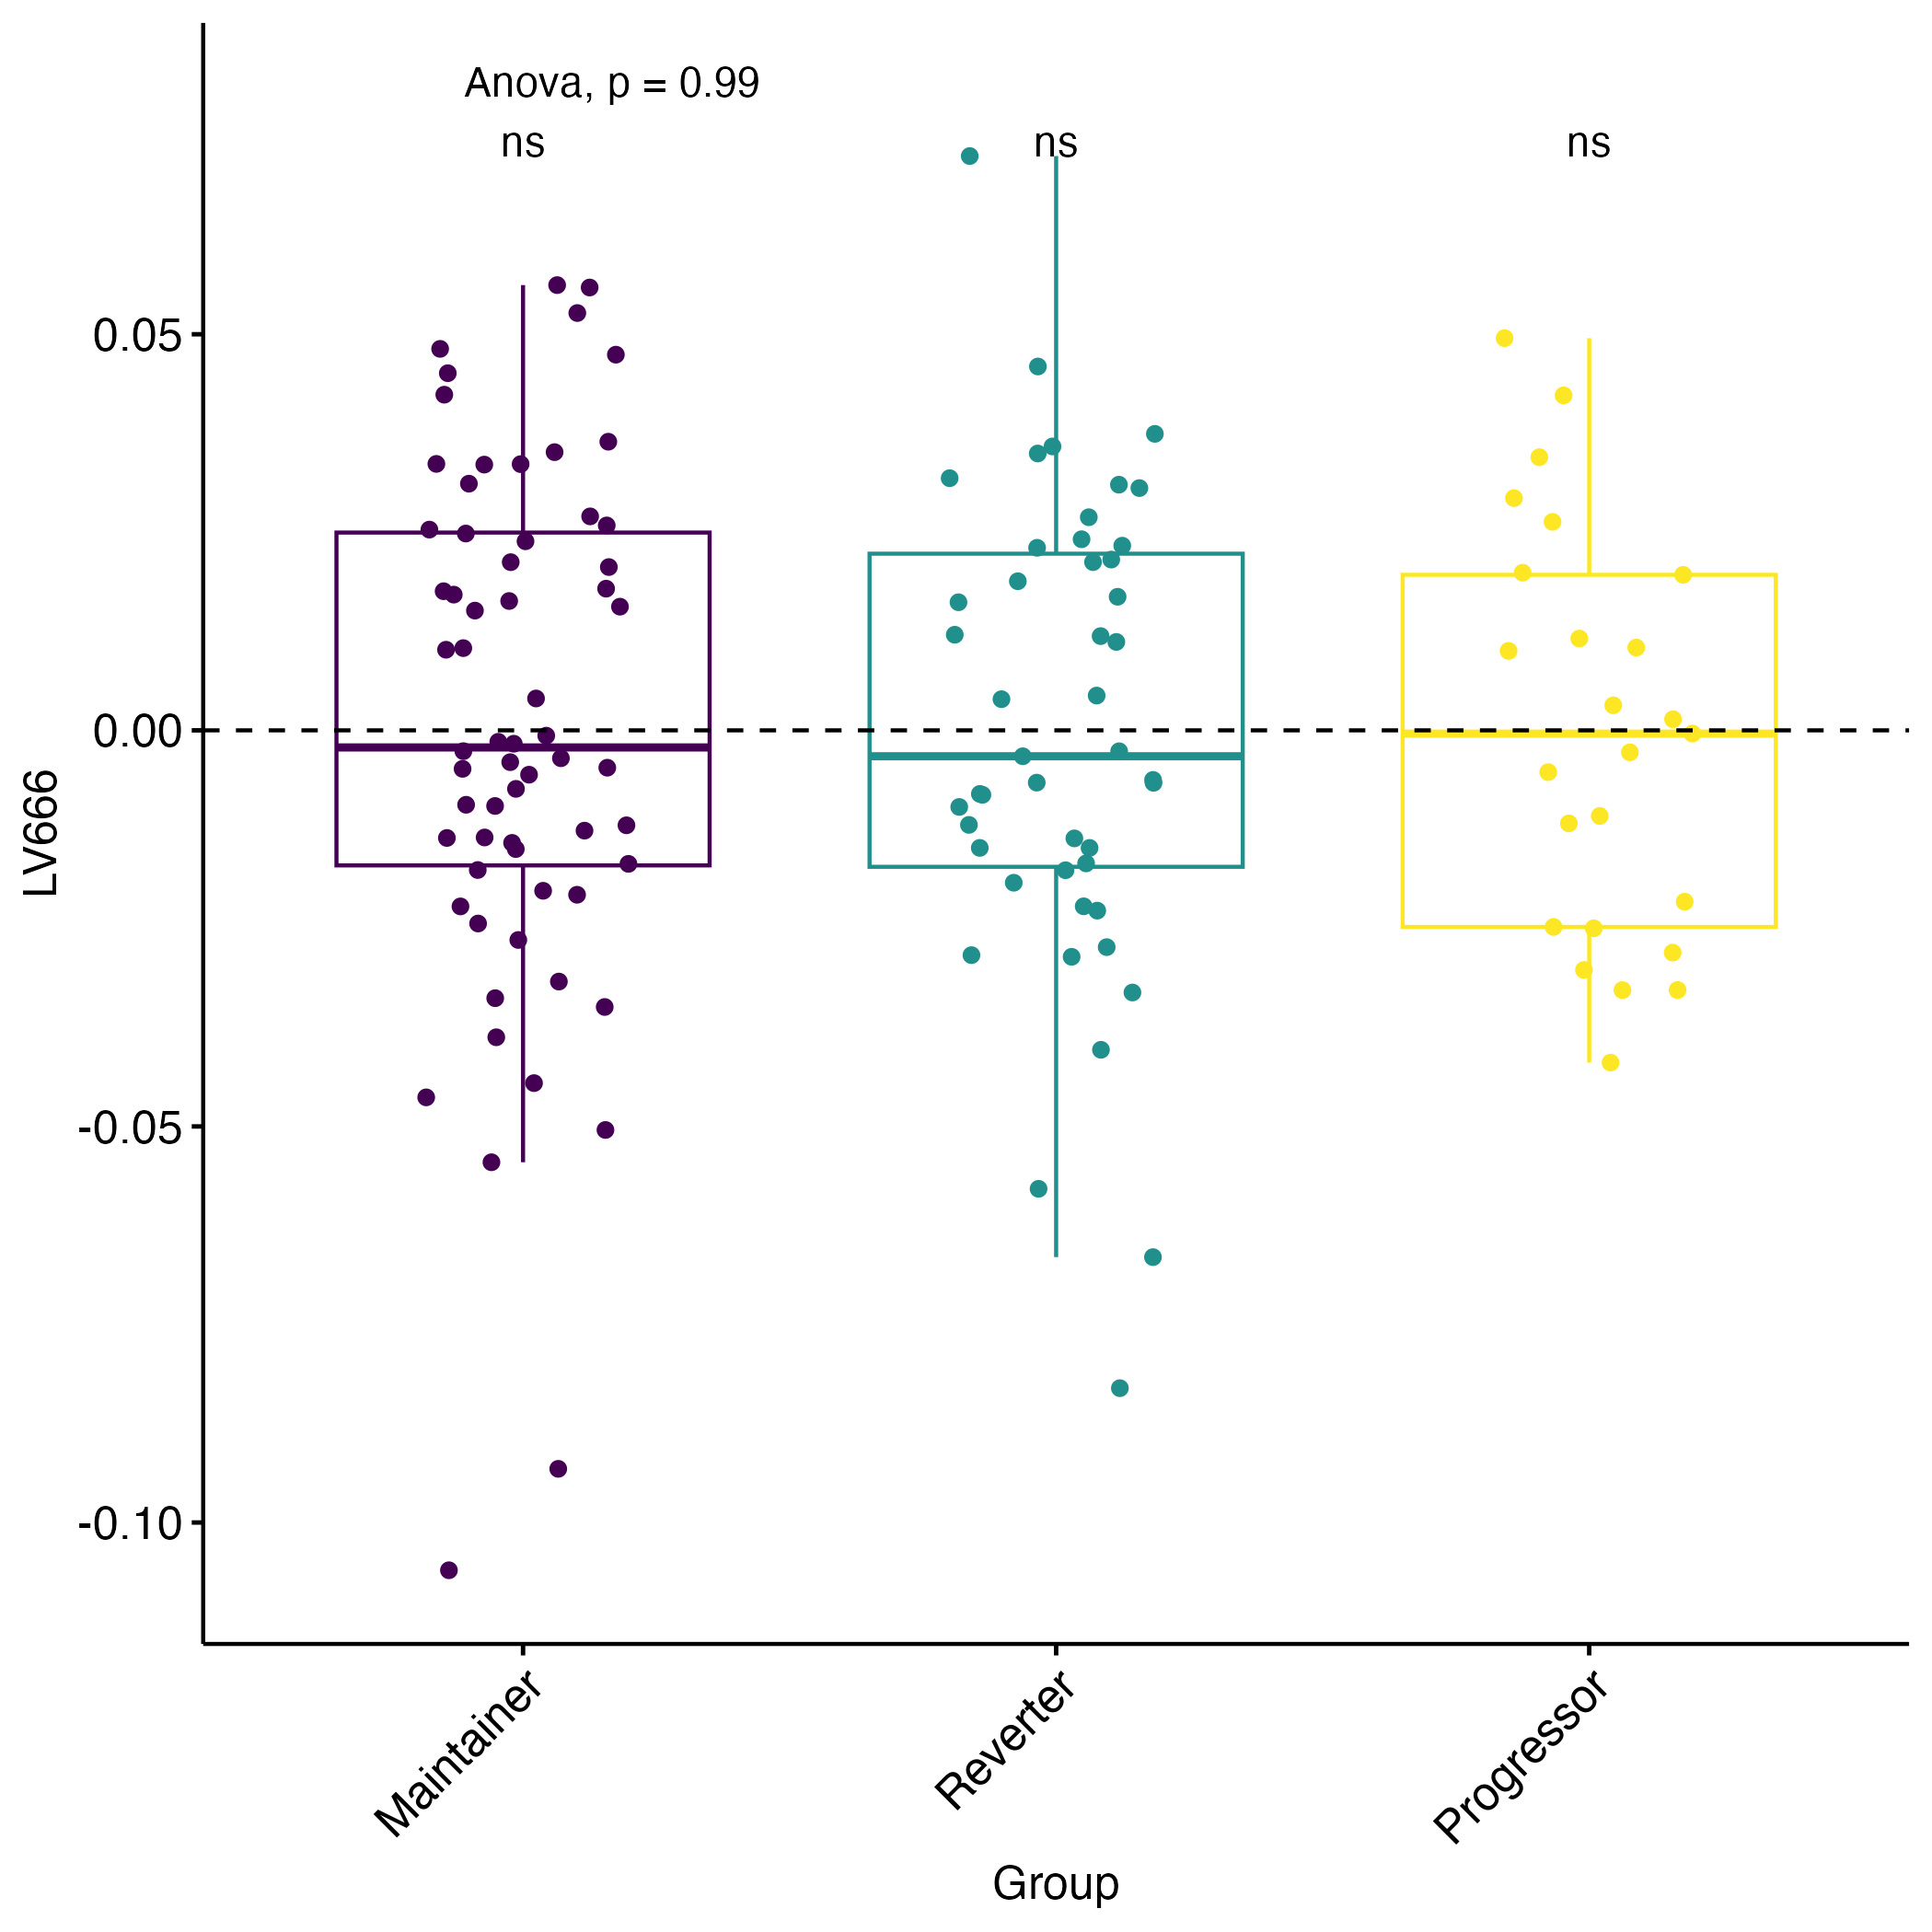 Anova, p = 0.99
ns
ns
ns
0.05
0.00
-0.05
-0.10
LV666
Maintainer
Reverter
Progressor
Group